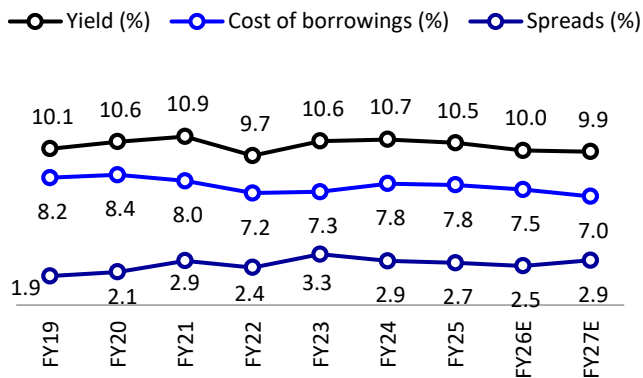 Yield (%) Cost of borrowings (%) Spreads (%)
10.1 10.6 10.9 9.7 10.6 10.7 10.5 10.0 9.9
8.2 8.4 8.0 7.2 7.3 7.8 7.8 7.5 7.0
1.9 2.1 2.9 2.4 3.3 2.9 2.7 2.5 2.9
FY19 FY20 FY21 FY22 FY23 FY24 FY25 FY26E FY27E